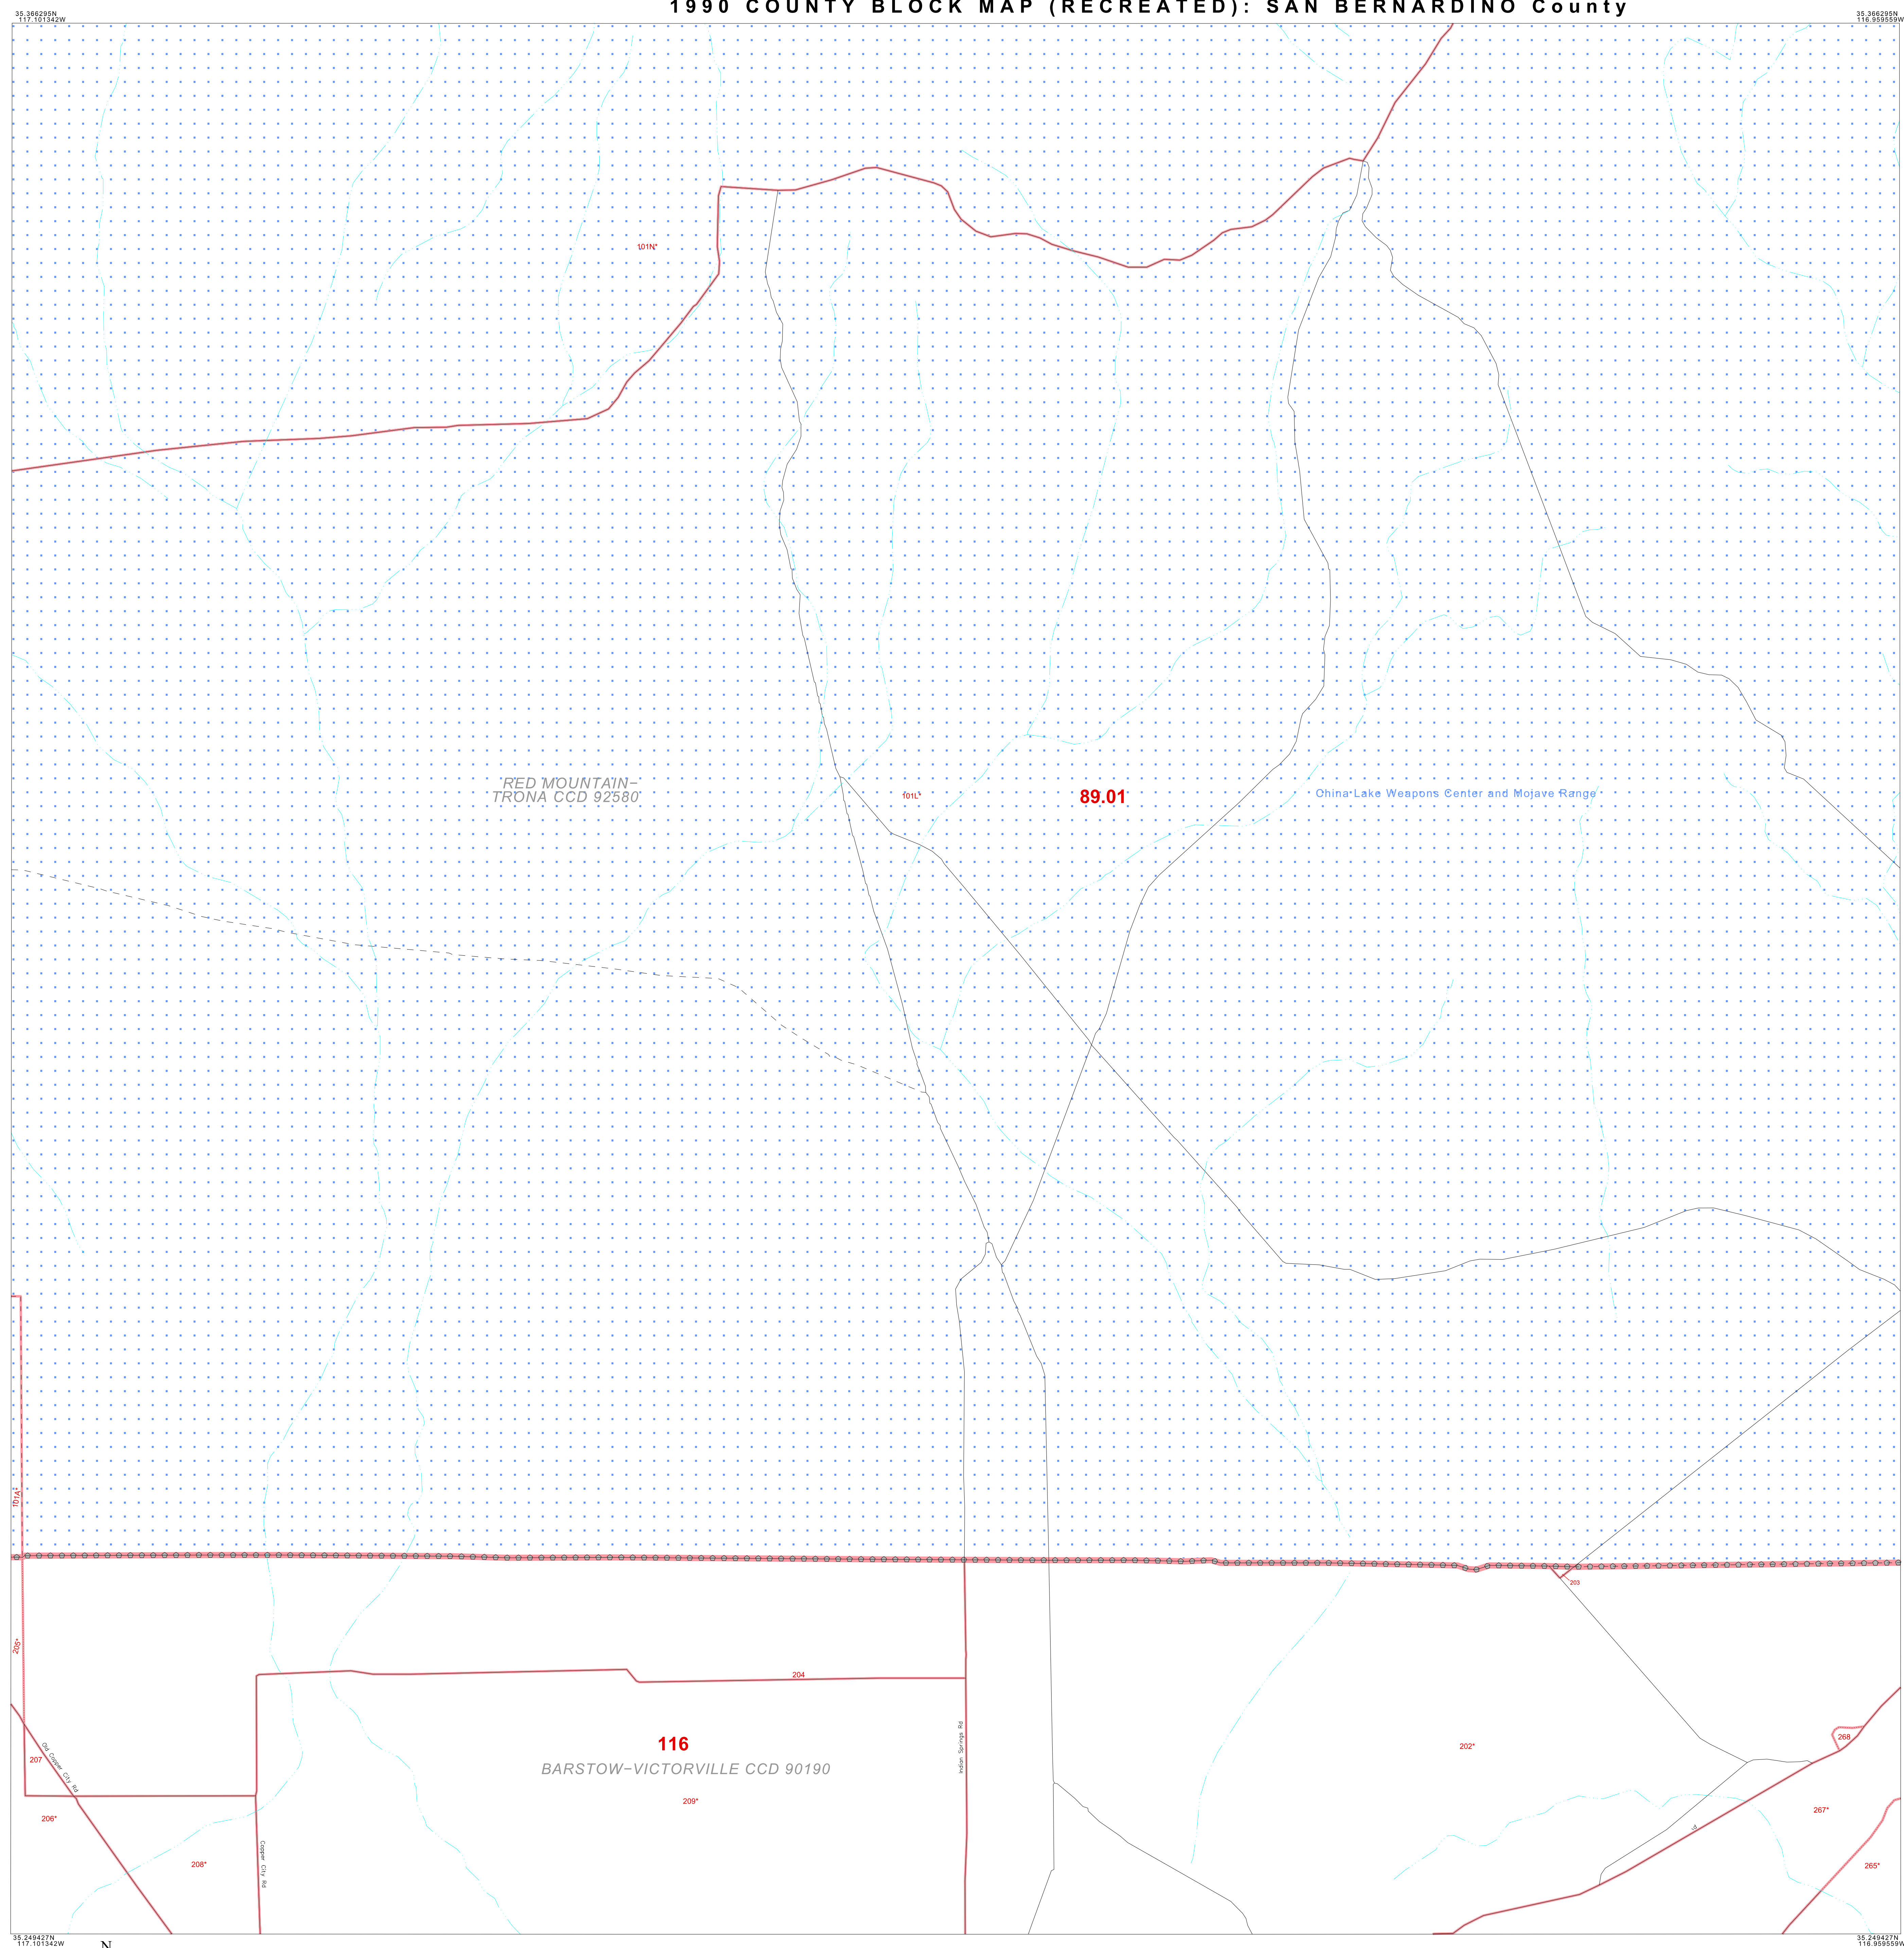 1990 COUNTY BLOCK MAP (RECREATED): SAN BERNARDINO County
35.366295N
117.101342W
35.366295N
116.959559W
101N*
RED MOUNTAIN-
TRONA CCD 92580
101L*
89.01
China Lake Weapons Center and Mojave Range
101A*
203
205*
204
116
BARSTOW-VICTORVILLE CCD 90190
Indian Springs Rd
202*
268
207
Old Copper City Rd
209*
267*
206*
A
208*
Copper City Rd
265*
35.249427N
117.101342W
N
35.249427N
116.959559W